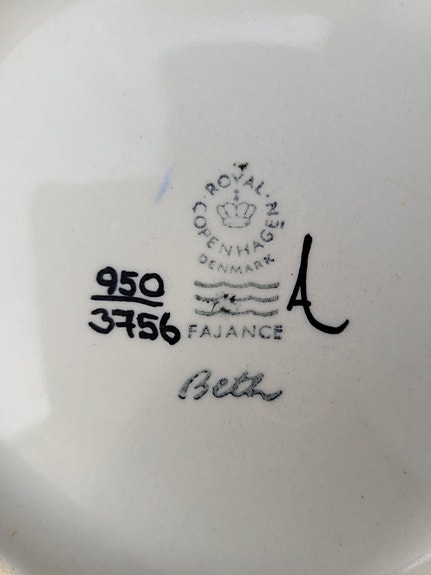 ROYAL COPENHAGEN
DENMARK
950
3756
FAJANCE
A
Beth